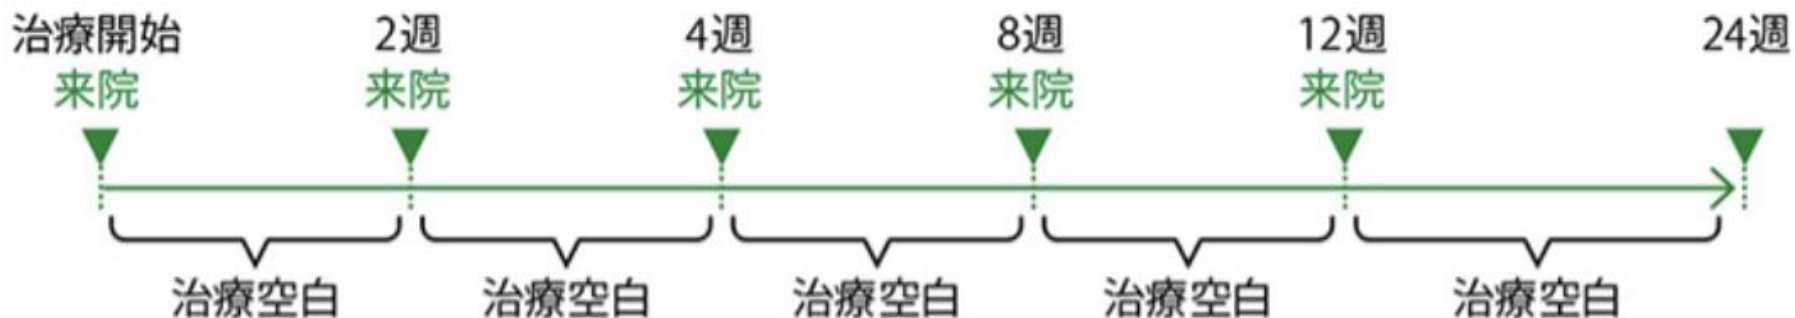 治療開始 2週 4週 8週 12週 24週
来院 来院 来院 来院 来院
治療空白 治療空白 治療空白 治療空白 治療空白